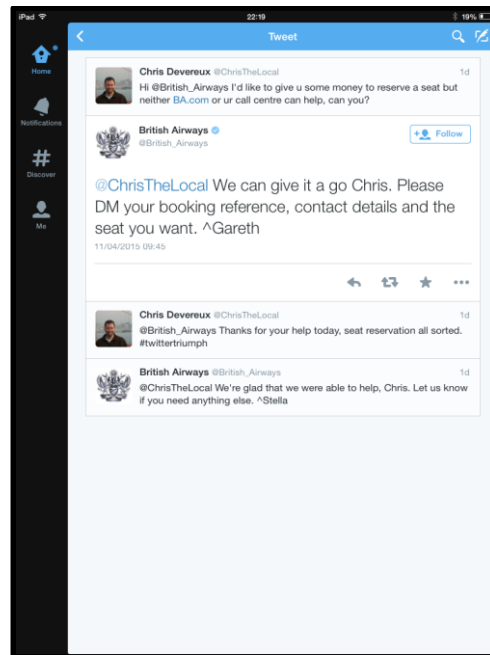 iPad 22:19 19%
Tweet
Home
Notifications
Discover
Me
Chris Devereux @ChrisTheLocal 1d
Hi @British_Airways I'd like to give u some money to reserve a seat but
neither BA.com or ur call centre can help, can you?
British Airways
@British_Airways
Follow
@ChrisTheLocal We can give it a go Chris. Please
DM your booking reference, contact details and the
seat you want. ^Gareth
11/04/2015 09:45
Chris Devereux @ChrisTheLocal 1d
@British_Airways Thanks for your help today, seat reservation all sorted.
#twittertriumph
British Airways @British_Airways 1d
@ChrisTheLocal We're glad that we were able to help, Chris. Let us know
if you need anything else. ^Stella